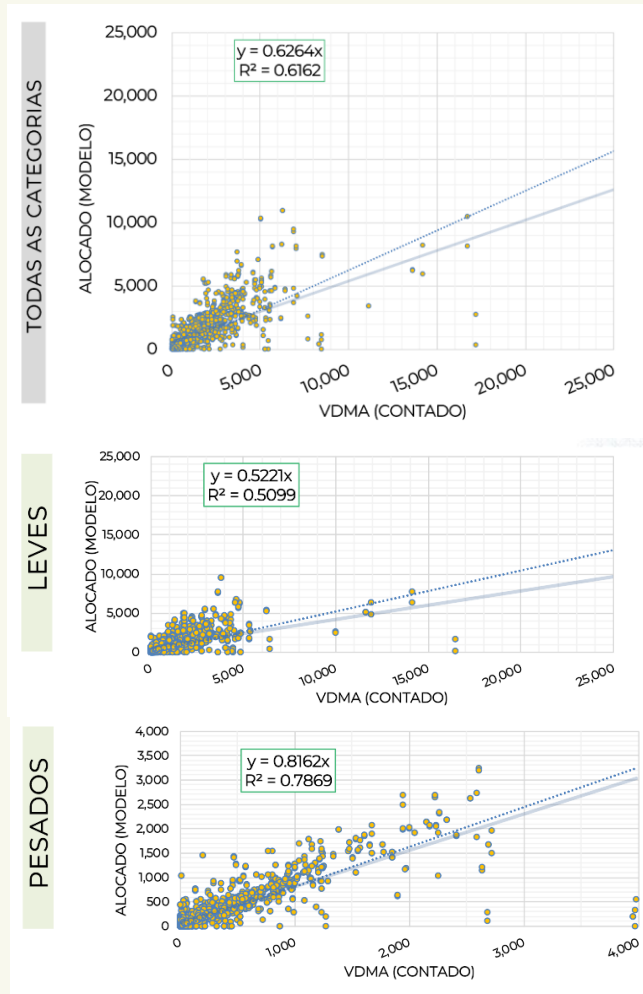 TODAS AS CATEGORIAS
ALOCADO (MODELO)
25,000
20,000
15,000
10,000
5,000
0
y = 0.6264x
R² = 0.6162
0
5,000
10,000
15,000
20,000
25,000
VDMA (CONTADO)
LEVES
ALOCADO (MODELO)
25,000
20,000
15,000
10,000
5,000
0
y = 0.5221x
R² = 0.5099
0
5,000
10,000
15,000
20,000
25,000
VDMA (CONTADO)
PESADOS
ALOCADO (MODELO)
4,000
3,500
3,000
2,500
2,000
1,500
1,000
500
0
y = 0.8162x
R² = 0.7869
0
1,000
2,000
3,000
4,000
VDMA (CONTADO)